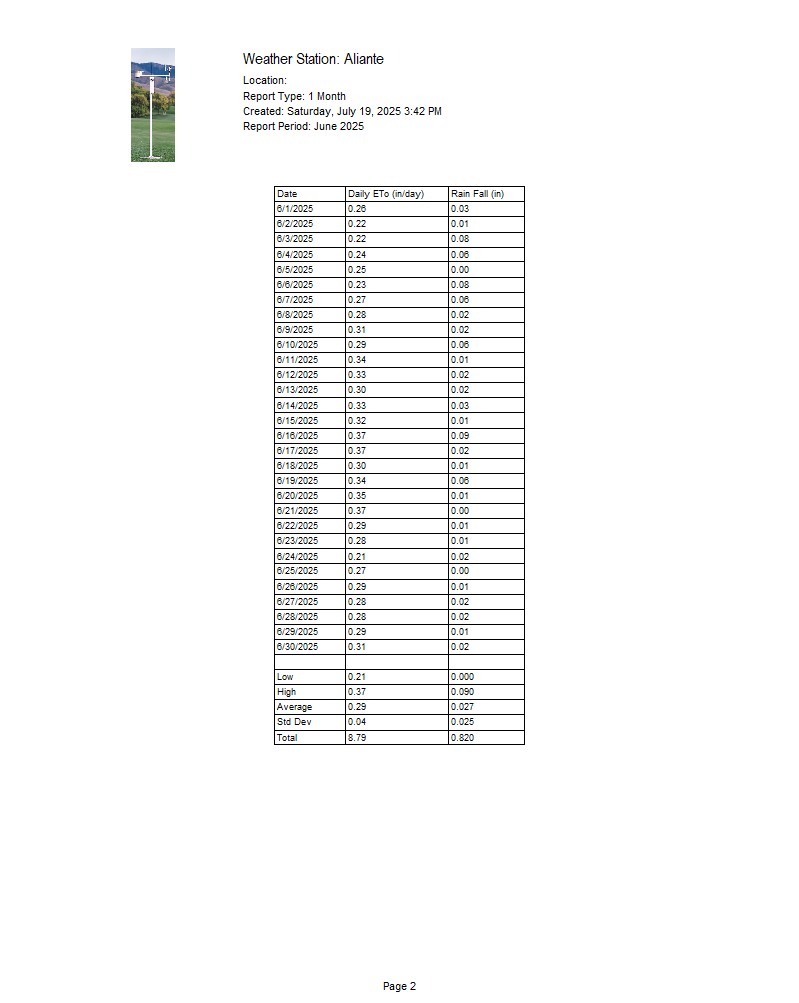 Weather Station: Aliante
Location:
Report Type: 1 Month
Created: Saturday, July 19, 2025 3:42 PM
Report Period: June 2025
Date Daily ETo (in/day) Rain Fall (in)
6/1/2025 0.26 0.03
6/2/2025 0.22 0.01
6/3/2025 0.22 0.08
6/4/2025 0.24 0.06
6/5/2025 0.25 0.00
6/6/2025 0.23 0.08
6/7/2025 0.27 0.06
6/8/2025 0.28 0.02
6/9/2025 0.31 0.02
6/10/2025 0.29 0.06
6/11/2025 0.34 0.01
6/12/2025 0.33 0.02
6/13/2025 0.30 0.02
6/14/2025 0.33 0.03
6/15/2025 0.32 0.01
6/16/2025 0.37 0.09
6/17/2025 0.37 0.02
6/18/2025 0.30 0.01
6/19/2025 0.34 0.06
6/20/2025 0.35 0.01
6/21/2025 0.37 0.00
6/22/2025 0.29 0.01
6/23/2025 0.28 0.01
6/24/2025 0.21 0.02
6/25/2025 0.27 0.00
6/26/2025 0.29 0.01
6/27/2025 0.28 0.02
6/28/2025 0.28 0.02
6/29/2025 0.29 0.01
6/30/2025 0.31 0.02
Low 0.21 0.000
High 0.37 0.090
Average 0.29 0.027
Std Dev 0.04 0.025
Total 8.79 0.820
Page 2